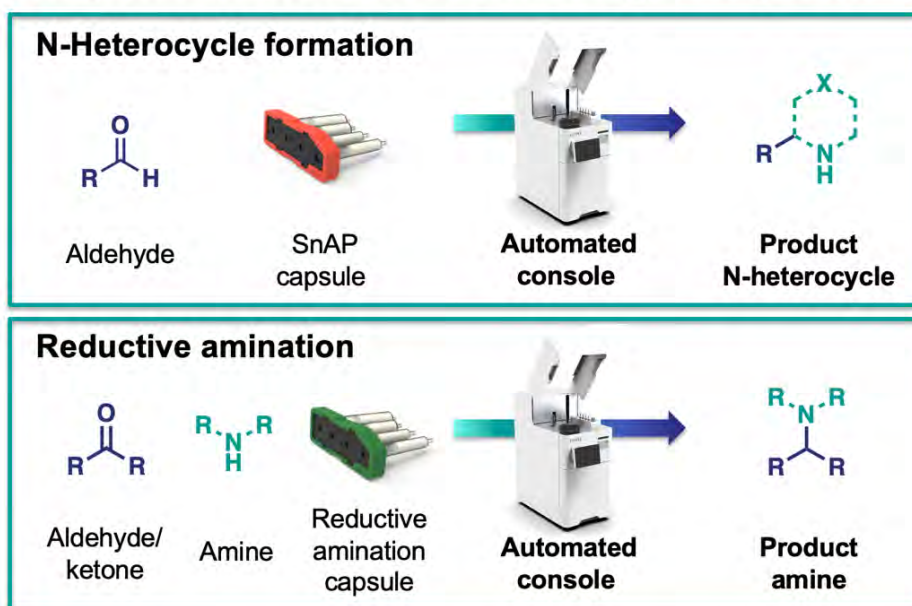 N-Heterocycle formation
O
R
H
X
R
N
H
Aldehyde
SnAP
capsule
Automated
console
Product
N-heterocycle
Reductive amination
O
R
R
R
N
H
R
R
N
R
R
R
Aldehyde/
ketone
Amine
Reductive
amination
capsule
Automated
console
Product
amine